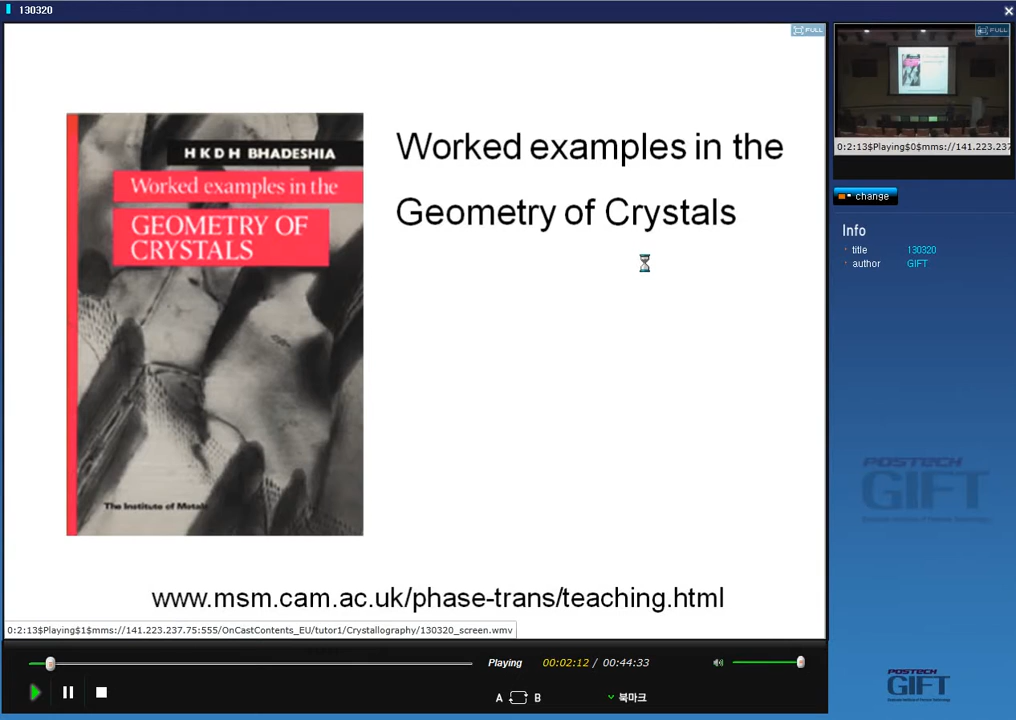 130320
FULL
H K D H BHADESHIA
Worked examples in the
GEOMETRY OF
CRYSTALS
The Institute of Metals
Worked examples in the
Geometry of Crystals
www.msm.cam.ac.uk/phase-trans/teaching.html
0:2:13$Playing$1$mms://141.223.237.75:555/OnCastContents_EU/tutor1/Crystallography/130320_screen.wmv
Playing
00:02:12 / 00:44:33
A B
북마크
FULL
0:2:13$Playing$0$mms://141.223.237
change
Info
title 130320
author GIFT
POSTECH
GIFT
POSTECH
GIFT